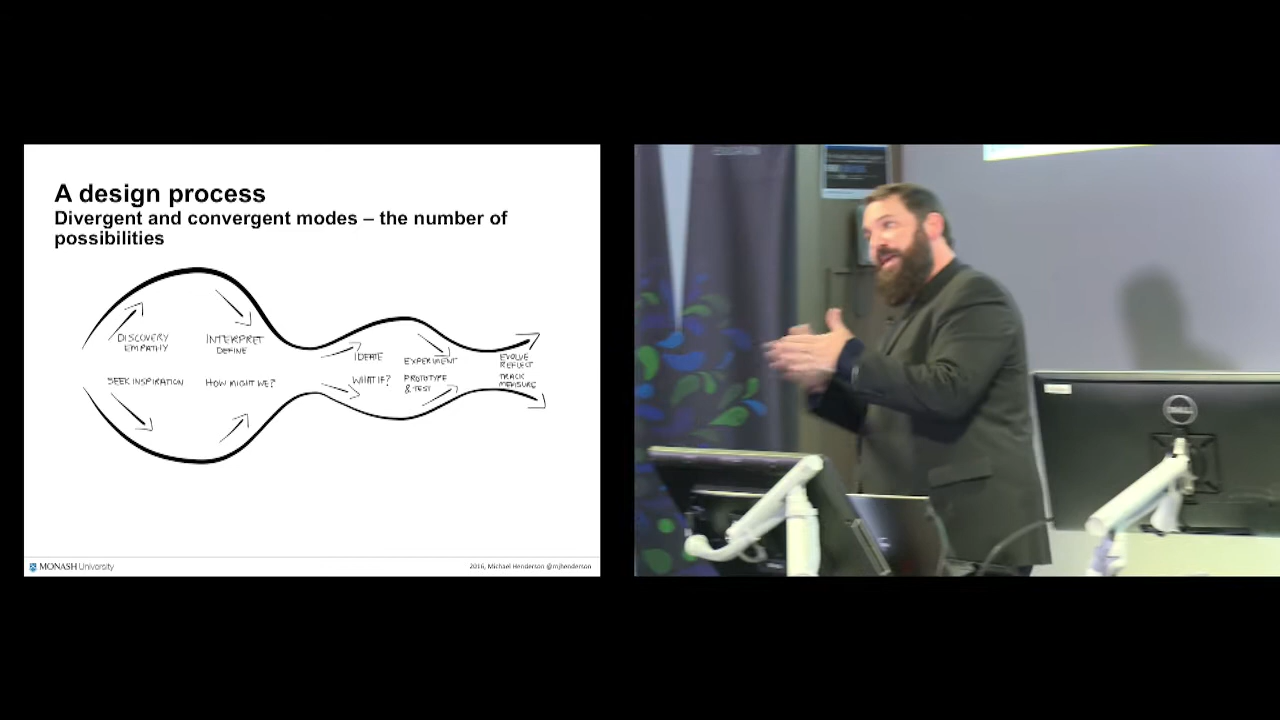 A design process
Divergent and convergent modes – the number of
possibilities
DISCOVERY
EMPATHY
SEEK INSPIRATION
INTERPRET
DEFINE
HOW MIGHT WE?
IDEATE
WHAT IF?
EXPERIMENT
PROTOTYPE
& TEST
EVOLVE
REFLECT
TRACK
MEASURE
MONASH University
2016, Michael Henderson @mjhenderson
EDUCATION
DELL